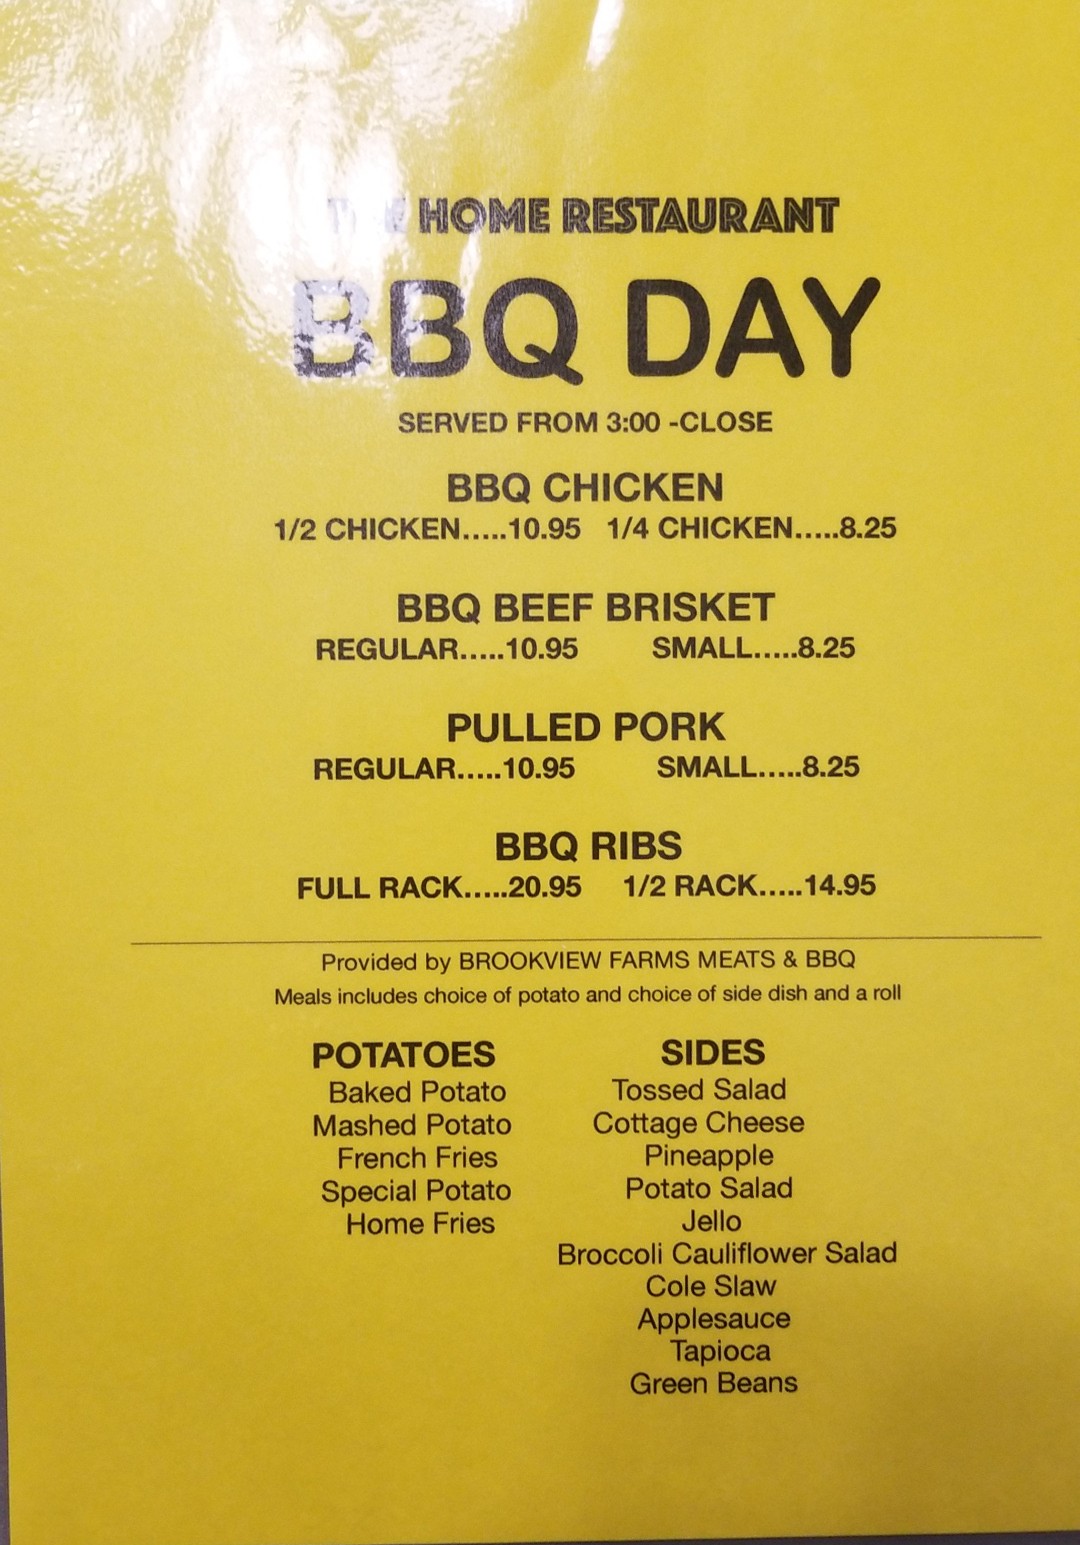 THE HOME RESTAURANT
BBQ DAY
SERVED FROM 3:00 -CLOSE
BBQ CHICKEN
1/2 CHICKEN.....10.95 1/4 CHICKEN.....8.25
BBQ BEEF BRISKET
REGULAR.....10.95 SMALL.....8.25
PULLED PORK
REGULAR.....10.95 SMALL.....8.25
BBQ RIBS
FULL RACK.....20.95 1/2 RACK.....14.95
Provided by BROOKVIEW FARMS MEATS & BBQ
Meals includes choice of potato and choice of side dish and a roll
POTATOES
Baked Potato
Mashed Potato
French Fries
Special Potato
Home Fries
SIDES
Tossed Salad
Cottage Cheese
Pineapple
Potato Salad
Jello
Broccoli Cauliflower Salad
Cole Slaw
Applesauce
Tapioca
Green Beans